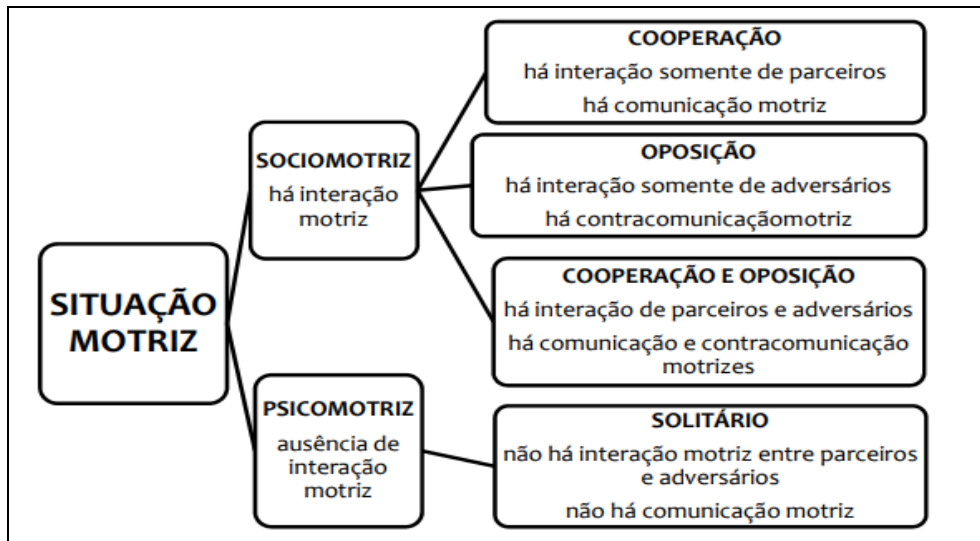 SITUAÇÃO
MOTRIZ
SOCIOMOTRIZ
há interação
motriz
COOPERAÇÃO
há interação somente de parceiros
há comunicação motriz
OPOSIÇÃO
há interação somente de adversários
há contracomunicaçãomotriz
COOPERAÇÃO E OPOSIÇÃO
há interação de parceiros e adversários
há comunicação e contracomunicação
motrizes
PSICOMOTRIZ
ausência de
interação
motriz
SOLITÁRIO
não há interação motriz entre parceiros
e adversários
não há comunicação motriz